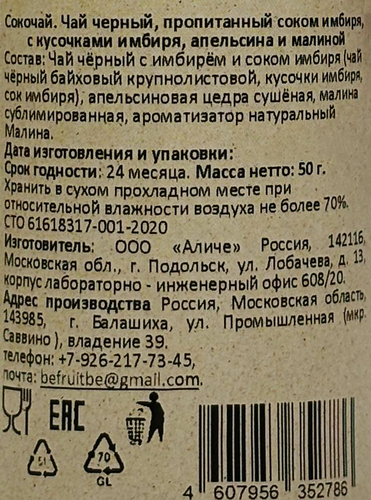 Сокочай. Чай черный, пропитанный соком имбиря,
с кусочками имбиря, апельсина и малиной
Состав: Чай чёрный с имбирём и соком имбиря (чай
чёрный байховый крупнолистовой, кусочки имбиря,
сок имбиря), апельсиновая цедра сушёная, малина
сублимированная, ароматизатор натуральный
Малина.
Дата изготовления и упаковки:
Срок годности: 24 месяца. Масса нетто: 50 г.
Хранить в сухом прохладном месте при
относительной влажности воздуха не более 70%.
СТО 61618317-001-2020
Изготовитель: ООО «Аличе» Россия, 142116,
Московская обл., г. Подольск, ул. Лобачева, д. 13,
корпус лабораторно - инженерный офис 608/20.
Адрес производства Россия, Московская область,
143985, г. Балашиха, ул. Промышленная (мкр.
Саввино ), владение 39.
телефон: +7-926-217-73-45,
почта: befruitbe@gmail.com.
ЕАС
70
GL
4 607956 352786